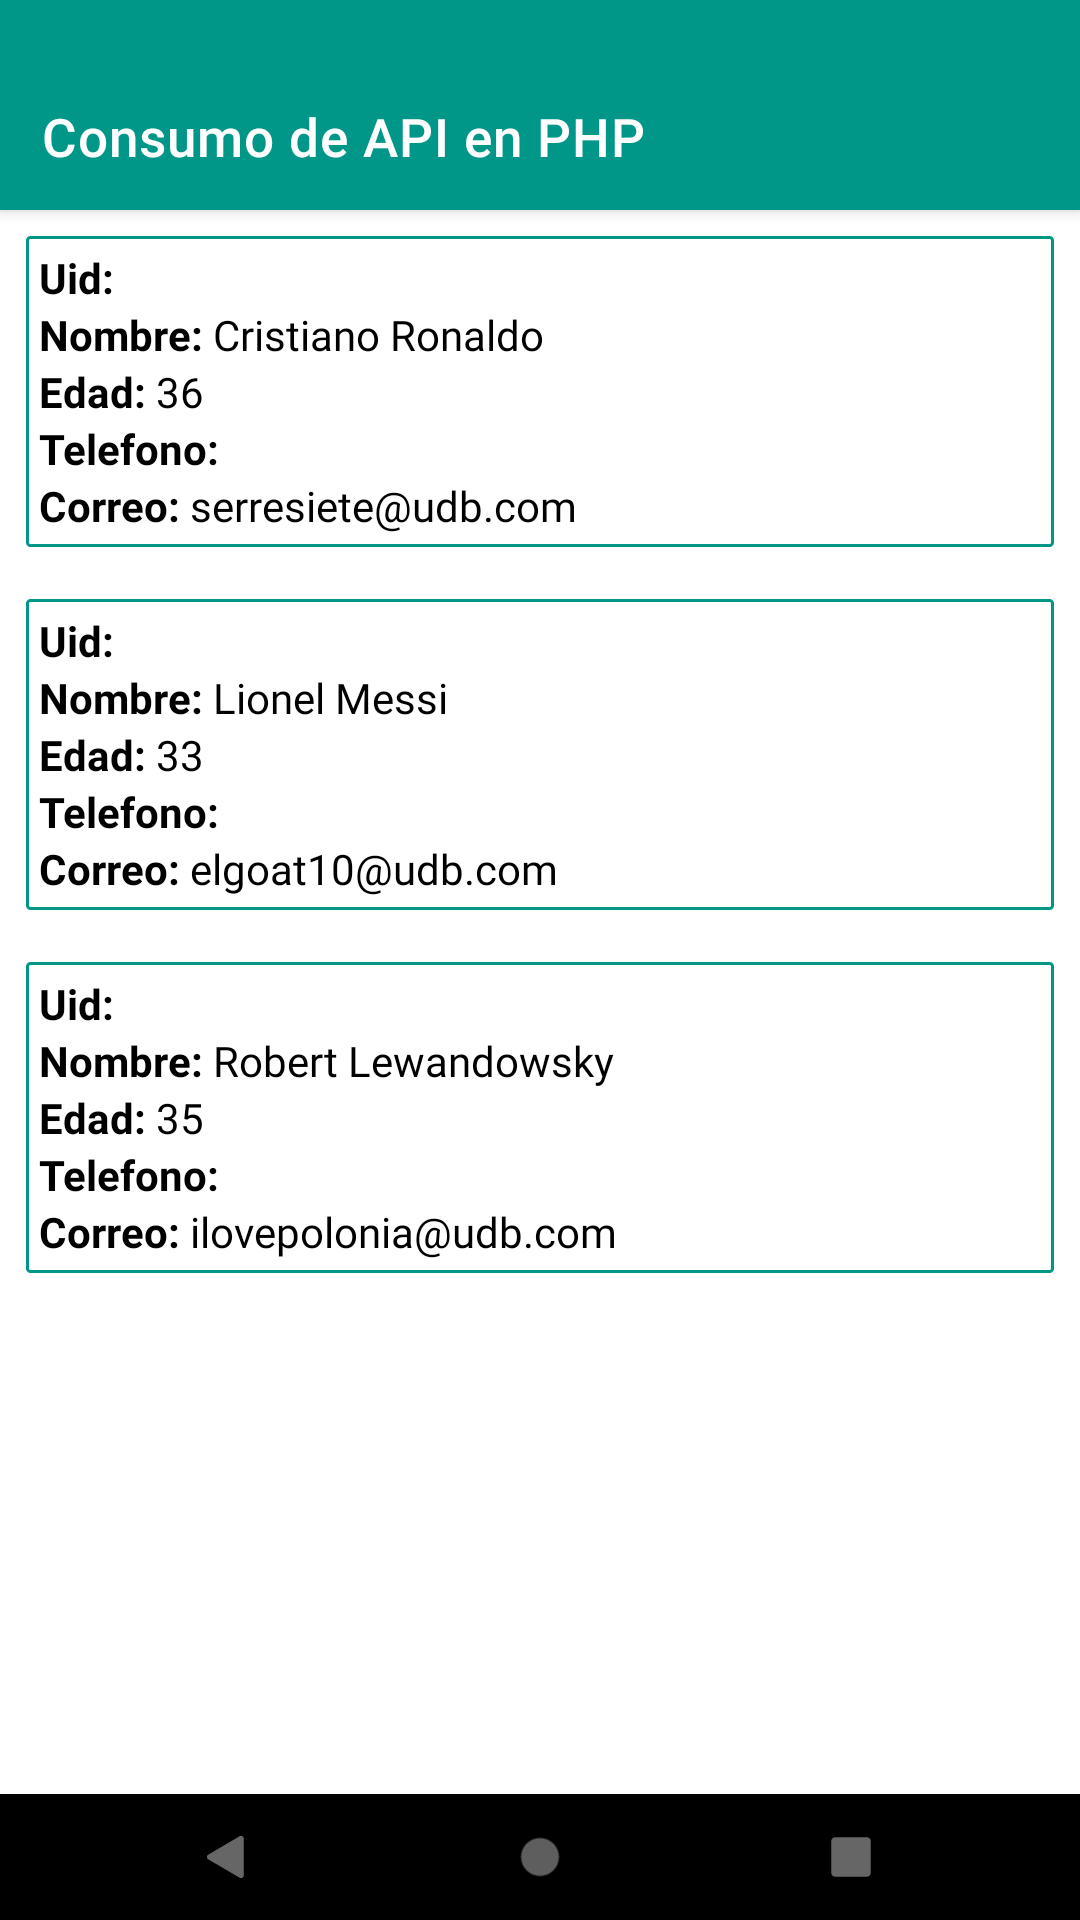 Consumo de API en PHP
Uid:
Nombre: Cristiano Ronaldo
Edad: 36
Telefono:
Correo: serresiete@udb.com
Uid:
Nombre: Lionel Messi
Edad: 33
Telefono:
Correo: elgoat10@udb.com
Uid:
Nombre: Robert Lewandowsky
Edad: 35
Telefono:
Correo: ilovepolonia@udb.com